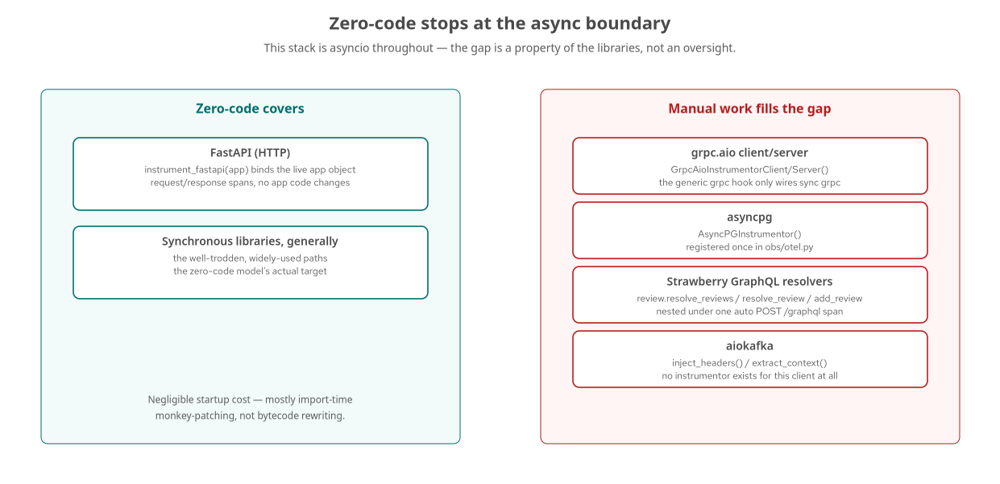 Zero-code stops at the async boundary
This stack is asyncio throughout — the gap is a property of the libraries, not an oversight.
Zero-code covers
FastAPI (HTTP)
instrument_fastapi(app) binds the live app object
request/response spans, no app code changes
Synchronous libraries, generally
the well-trodden, widely-used paths
the zero-code model's actual target
Negligible startup cost — mostly import-time
monkey-patching, not bytecode rewriting.
Manual work fills the gap
grpc.aio client/server
GrpcAioInstrumentorClient/Server()
the generic grpc hook only wires sync grpc
asyncpg
AsyncPGInstrumentor()
registered once in obs/otel.py
Strawberry GraphQL resolvers
review.resolve_reviews / resolve_review / add_review
nested under one auto POST /graphql span
aiokafka
inject_headers() / extract_context()
no instrumentor exists for this client at all